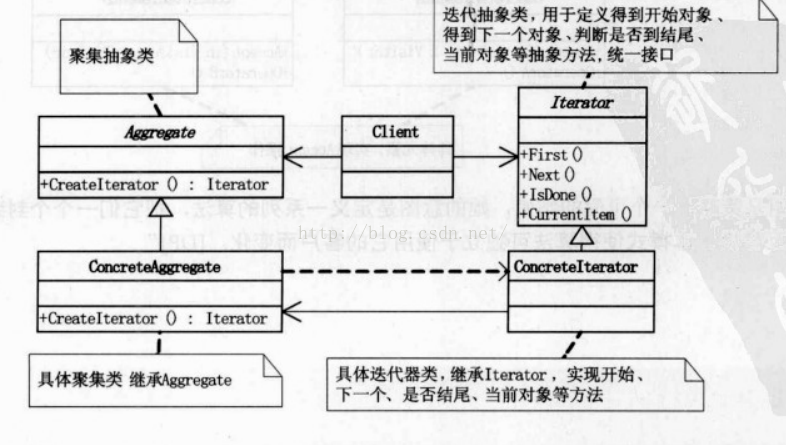 迭代抽象类,用于定义得到开始对象、
得到下一个对象、判断是否到结尾、
当前对象等抽象方法,统一接口
聚集抽象类
Aggregate
+CreateIterator() : Iterator
Client
Iterator
+First()
+Next()
+IsDone()
+CurrentItem()
http://blog.csdn.net/
ConcreteAggregate
+CreateIterator() : Iterator
ConcreteIterator
具体聚集类 继承Aggregate
具体迭代器类,继承Iterator,实现开始、
下一个、是否结尾、当前对象等方法